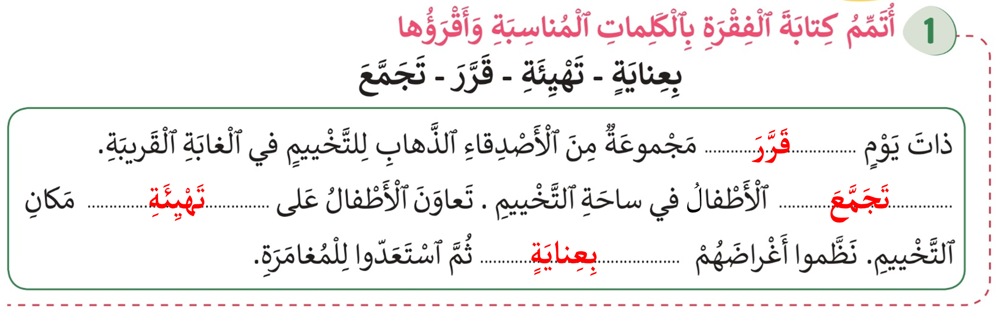 1 أُتَمِّمُ كِتابَةَ ٱلْفِقْرَةِ بِٱلْكَلِماتِ ٱلْمُناسِبَةِ وَأَقْرَؤُها
بِعِنايَةٍ - تَهْيِئَةِ - قَرَّرَ - تَجَمَّعَ
ذاتَ يَوْمٍ ........ قَرَّرَ ........ مَجْموعَةٌ مِنَ ٱلْأَصْدِقاءِ ٱلذَّهابِ لِلتَّخْييمٍ في ٱلْغابَةِ ٱلْقَريبَةِ.
........ تَجَمَّعَ ........ ٱلْأَطْفالُ في ساحَةِ ٱلتَّخْييمِ . تَعاوَنَ ٱلْأَطْفالُ عَلى ........ تَهْيِئَةِ ........ مَكانِ
ٱلتَّخْييمِ. نَظَّموا أَغْراضَهُمْ ........ بِعِنايَةٍ ........ ثُمَّ ٱسْتَعَدّوا لِلْمُغامَرَةِ.